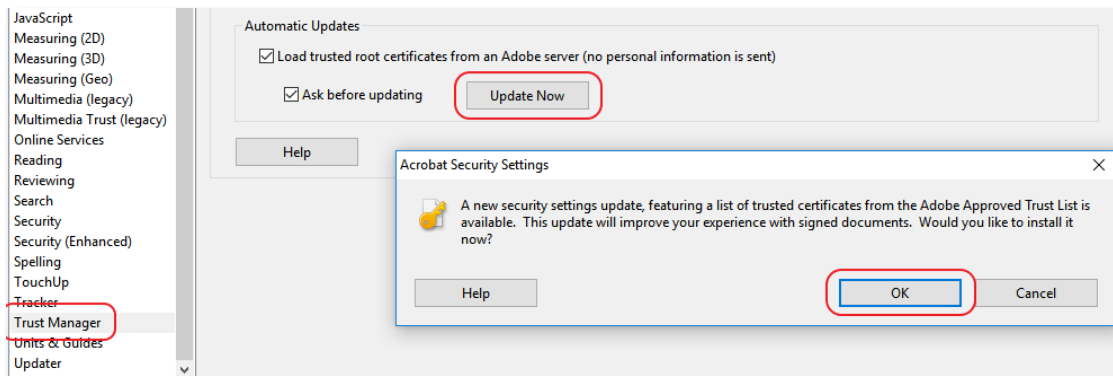 JavaScript
Measuring (2D)
Measuring (3D)
Measuring (Geo)
Multimedia (legacy)
Multimedia Trust (legacy)
Online Services
Reading
Reviewing
Search
Security
Security (Enhanced)
Spelling
TouchUp
Tracker
Trust Manager
Units & Guides
Updater
Automatic Updates
Load trusted root certificates from an Adobe server (no personal information is sent)
Ask before updating
Update Now
Help
Acrobat Security Settings
A new security settings update, featuring a list of trusted certificates from the Adobe Approved Trust List is
available. This update will improve your experience with signed documents. Would you like to install it
now?
Help
OK
Cancel